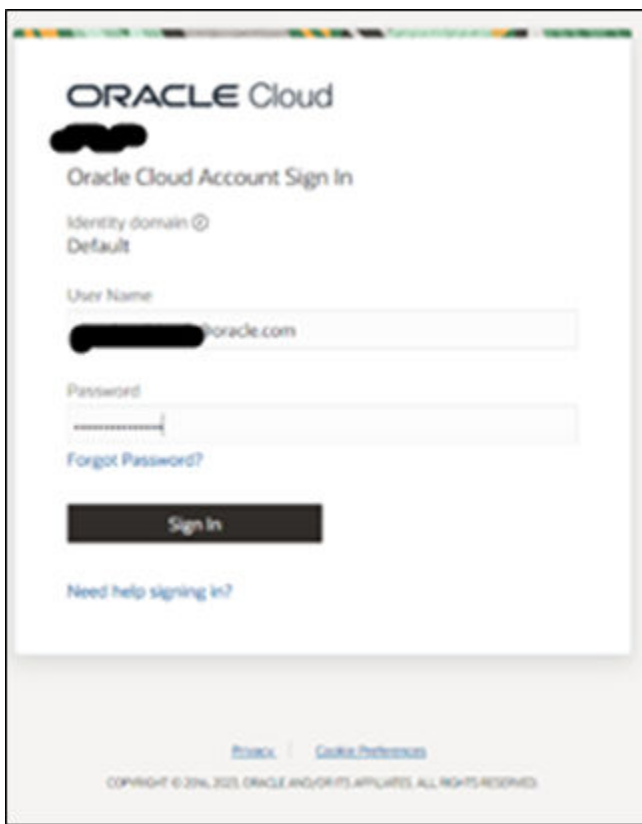 ORACLE Cloud
Oracle Cloud Account Sign In
Identity domain
Default
User Name
@oracle.com
Password
Forgot Password?
Sign In
Need help signing in?
Privacy | Cookie Preferences
COPYRIGHT © 2016, 2023, ORACLE AND/OR ITS AFFILIATES. ALL RIGHTS RESERVED.